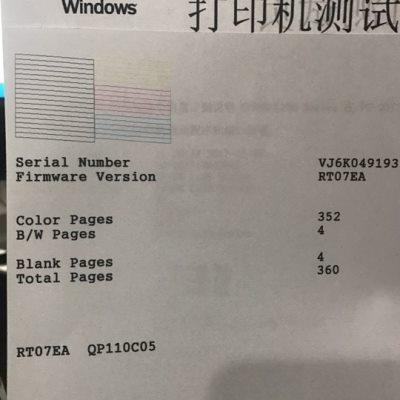 Windows 打印机测试
Serial Number VJ6K049193
Firmware Version RT07EA
Color Pages 352
B/W Pages 4
Blank Pages 4
Total Pages 360
RT07EA QP110C05